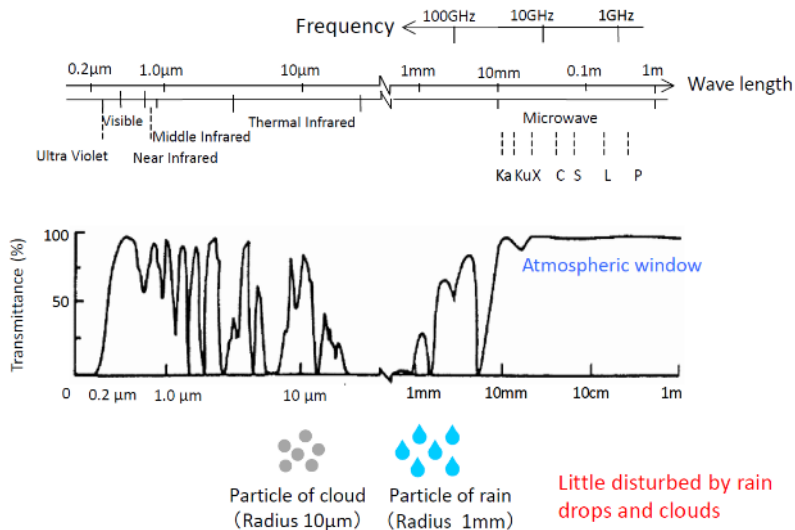 Frequency
100GHz 10GHz 1GHz
0.2μm 1.0μm 10μm 1mm 10mm 0.1m 1m
Wave length
Visible Thermal Infrared Microwave
Middle Infrared
Ultra Violet Near Infrared
Ka Ku X C S L P
Transmittance (%)
100
50
Atmospheric window
0 0.2 μm 1.0 μm 10 μm 1mm 10mm 10cm 1m
Particle of cloud
(Radius 10μm)
Particle of rain
(Radius 1mm)
Little disturbed by rain
drops and clouds